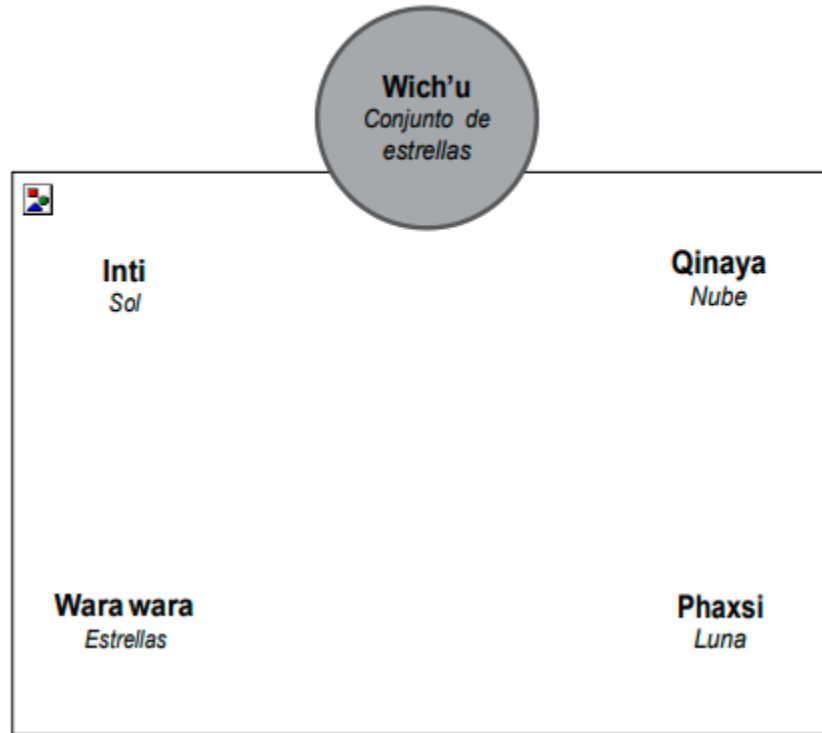 Wich’u
Conjunto de
estrellas
Inti
Sol
Qinaya
Nube
Wara wara
Estrellas
Phaxsi
Luna